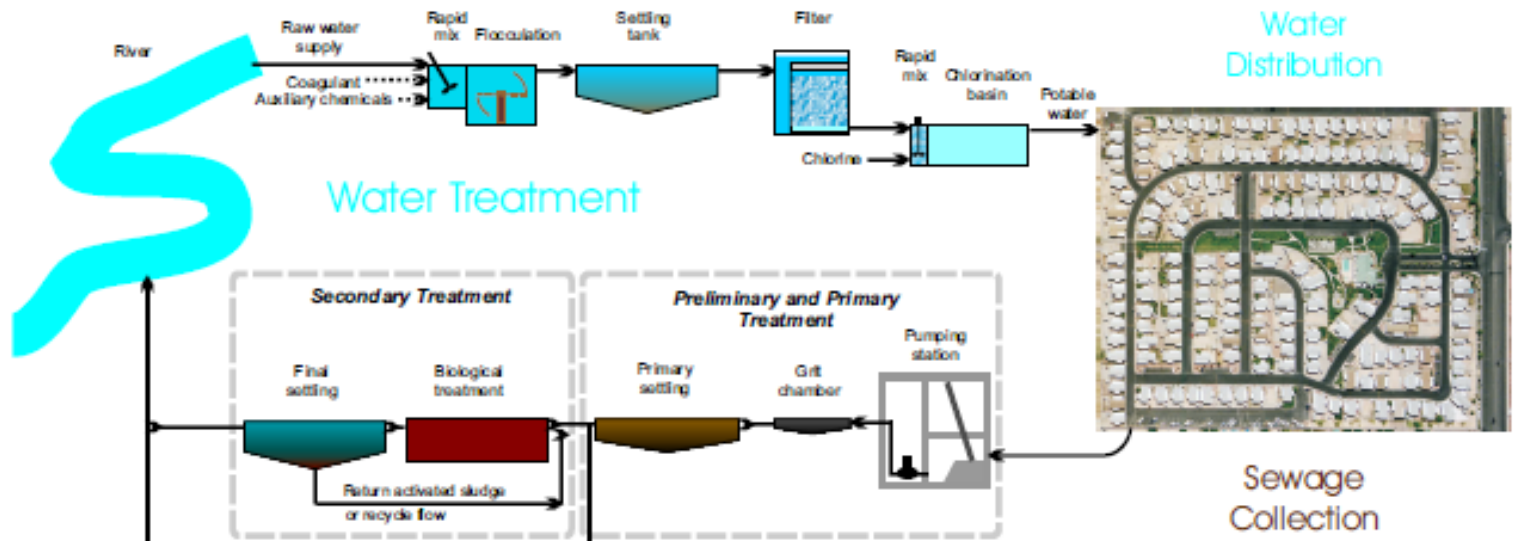 River
Raw water
supply
Coagulant
Auxiliary chemicals
Rapid
mix
Flocculation
Settling
tank
Filter
Rapid
mix
Chlorination
basin
Chlorine
Potable
water
Water
Distribution
Water Treatment
Secondary Treatment
Final
settling
Biological
treatment
Return activated sludge
or recycle flow
Preliminary and Primary
Treatment
Primary
settling
Grit
chamber
Pumping
station
Sewage
Collection